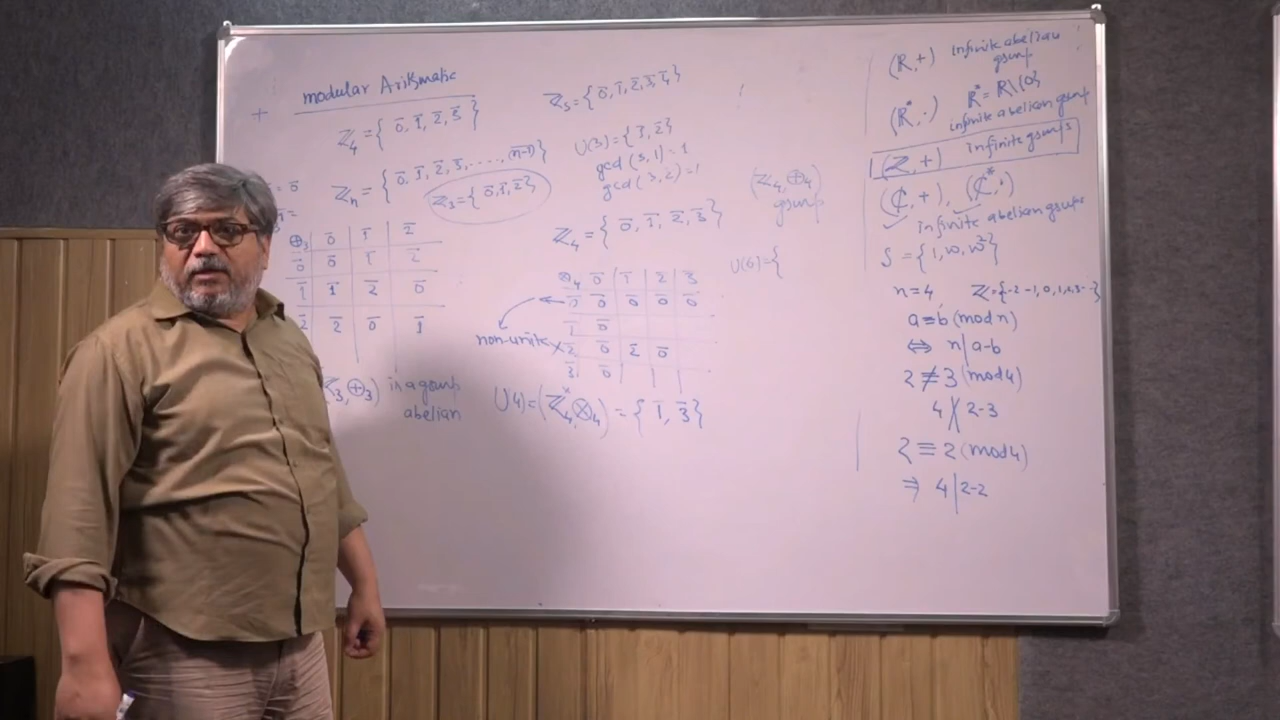 modular Arithmatic
+
ℤ₄ = { 0̄, 1̄, 2̄, 3̄ }
ℤₙ = { 0̄, 1̄, 2̄, 3̄, ....., (n-1) }
ℤ₃ = { 0̄, 1̄, 2̄ }
= 0̄
⊕₃ 0̄ 1̄ 2̄
0̄ 0̄ 1̄ 2̄
1̄ 1̄ 2̄ 0̄
2̄ 2̄ 0̄ 1̄
ℤ₃, ⊕₃) is a group
abelian
ℤ₅ = { 0̄, 1̄, 2̄, 3̄, 4̄ }
U(3) = { 1̄, 2̄ }
gcd (3, 1) = 1
gcd (3, 2) = 1
ℤ₄ = { 0̄, 1̄, 2̄, 3̄ }
⊗₄ 0̄ 1̄ 2̄ 3̄
0̄ 0̄ 0̄ 0̄ 0̄
1̄ 0̄
non-units × 2̄ 0̄ 2̄ 0̄
3̄ 0̄
U(4) = (ℤ₄*, ⊗₄) = { 1̄, 3̄ }
(ℤ₄, ⊕₄)
group
U(6) = {
(ℝ, +) infinite abelian
group
(ℝ*, ·) ℝ* = ℝ\{0}
infinite abelian group
(ℤ, +) infinite groups
(ℂ, +), (ℂ*, ·)
infinite abelian groups
S = { 1, ω, ω² }
n = 4, ℤ = {-2 -1, 0, 1, 2, 3 --}
a ≡ b (mod n)
⇔ n | a-b
2 ≢ 3 (mod 4)
4 ∤ 2-3
2 ≡ 2 (mod 4)
⇒ 4 | 2-2